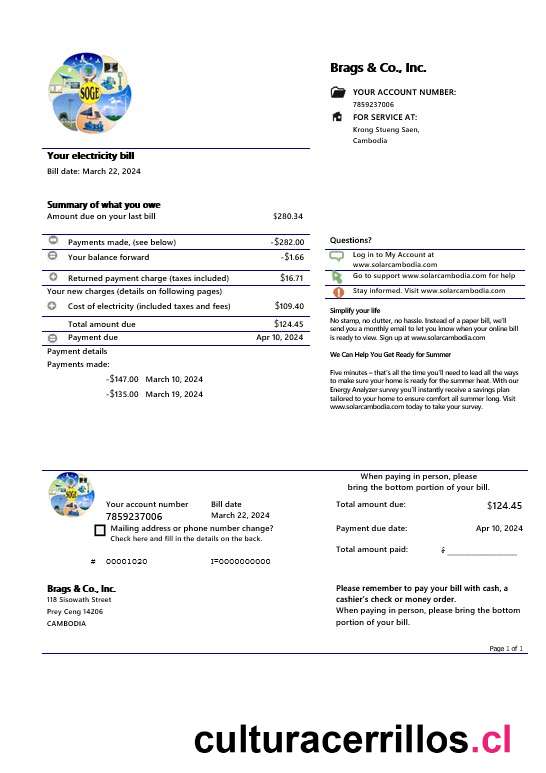 SOGE
Brags & Co., Inc.
YOUR ACCOUNT NUMBER:
7859237006
FOR SERVICE AT:
Krong Stueng Saen,
Cambodia
Your electricity bill
Bill date: March 22, 2024
Summary of what you owe
Amount due on your last bill $280.34
Payments made, (see below) -$282.00
Your balance forward -$1.66
Returned payment charge (taxes included) $16.71
Your new charges (details on following pages)
Cost of electricity (included taxes and fees) $109.40
Total amount due $124.45
Payment due Apr 10, 2024
Payment details
Payments made:
-$147.00 March 10, 2024
-$135.00 March 19, 2024
Questions?
Log in to My Account at
www.solarcambodia.com
Go to support www.solarcambodia.com for help
Stay informed. Visit www.solarcambodia.com
Simplify your life
No stamp, no clutter, no hassle. Instead of a paper bill, we'll
send you a monthly email to let you know when your online bill
is ready to view. Sign up at www.solarcambodia.com
We Can Help You Get Ready for Summer
Five minutes – that's all the time you'll need to lead all the ways
to make sure your home is ready for the summer heat. With our
Energy Analyzer survey you'll instantly receive a savings plan
tailored to your home to ensure comfort all summer long. Visit
www.solarcambodia.com today to take your survey.
SOGE
Your account number Bill date
7859237006 March 22, 2024
Mailing address or phone number change?
Check here and fill in the details on the back.
# 00001020 I=0000000000
When paying in person, please
bring the bottom portion of your bill.
Total amount due: $124.45
Payment due date: Apr 10, 2024
Total amount paid: $ _______________
Brags & Co., Inc.
118 Sisowath Street
Prey Ceng 14206
CAMBODIA
Please remember to pay your bill with cash, a
cashier's check or money order.
When paying in person, please bring the bottom
portion of your bill.
Page 1 of 1
culturacerrillos.cl